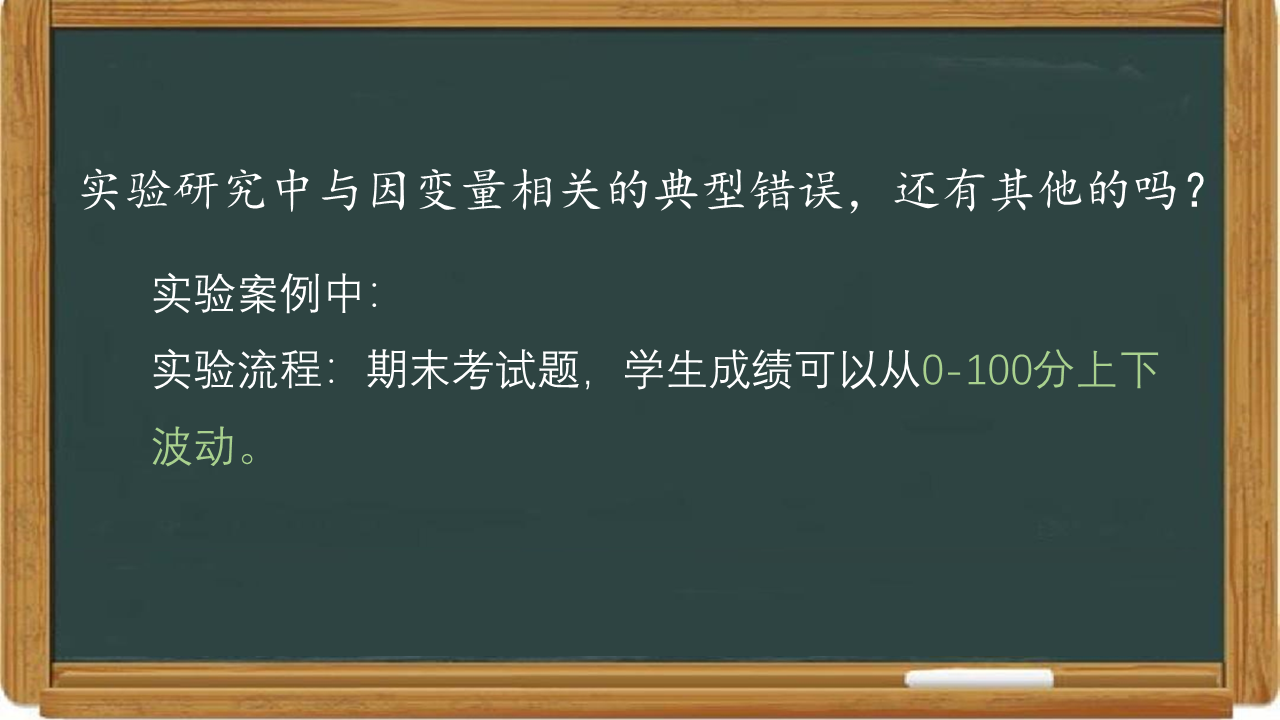 实验研究中与因变量相关的典型错误，还有其他的吗？
实验案例中：
实验流程：期末考试题，学生成绩可以从0-100分上下
波动。